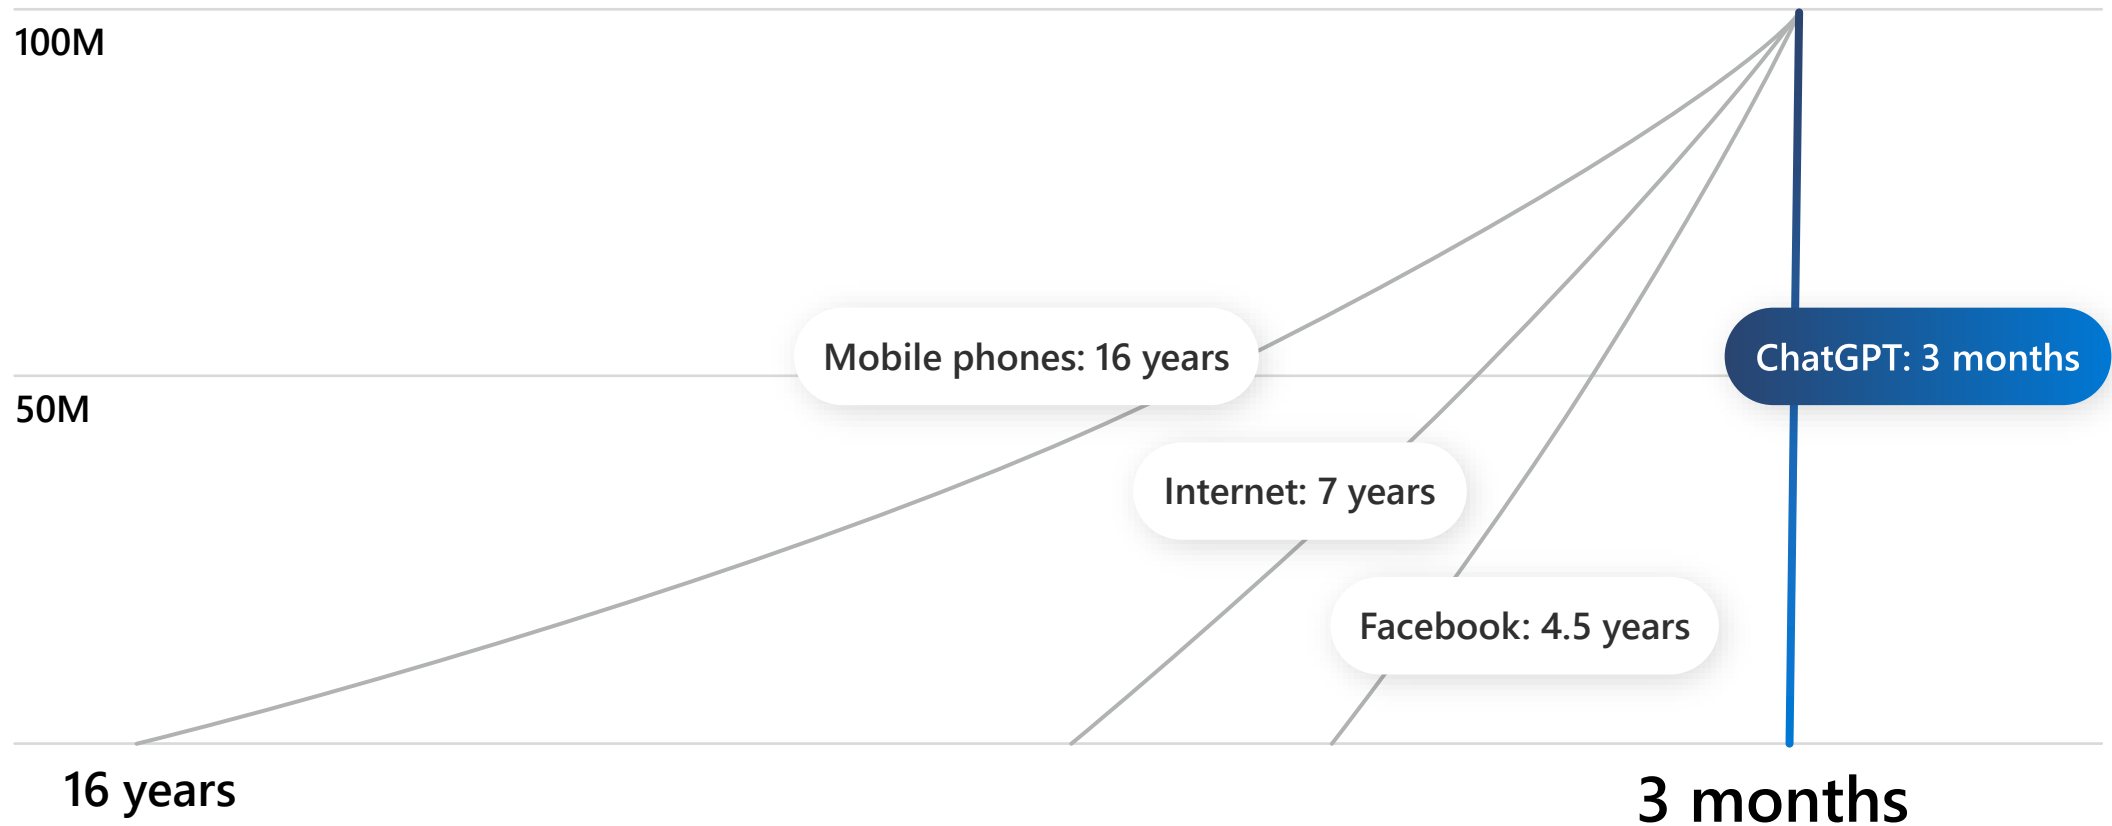 100M
Mobile phones: 16 years
ChatGPT: 3 months
50M
Internet: 7 years
Facebook: 4.5 years
16 years
3 months